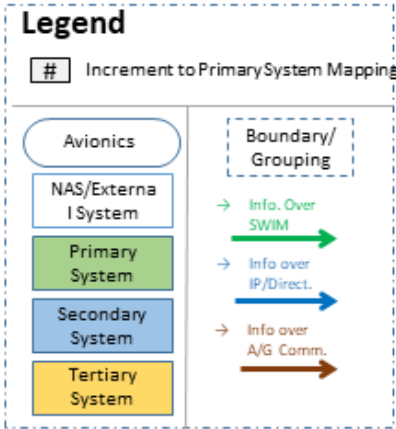 Legend
# Increment to Primary System Mapping
Avionics
NAS/Externa
l System
Primary
System
Secondary
System
Tertiary
System
Boundary/
Grouping
→ Info. Over
SWIM
→ Info over
IP/Direct.
→ Info over
A/G Comm.